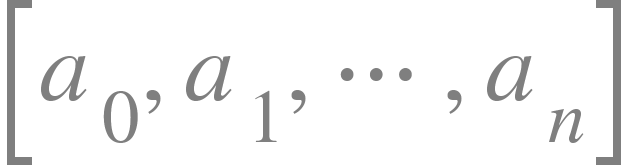 [a₀, a₁, ⋯ , aₙ]